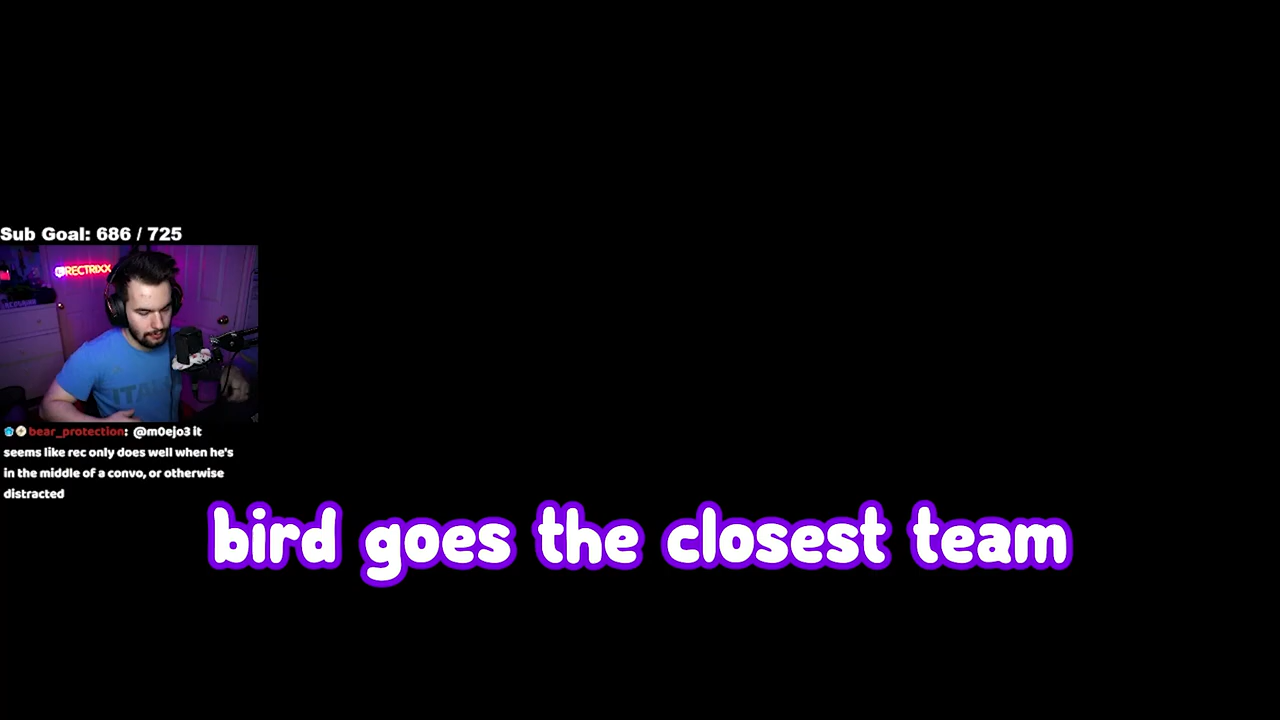 Sub Goal: 686 / 725
RECTRIXX
bear_protection: @m0ejo3 it
seems like rec only does well when he's
in the middle of a convo, or otherwise
distracted
bird goes the closest team